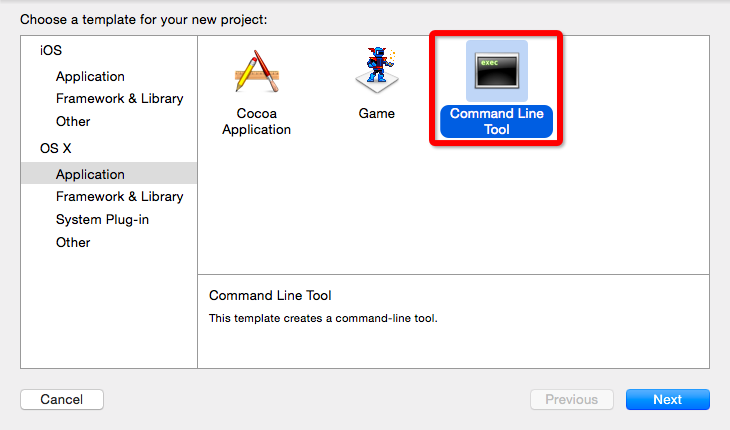 Choose a template for your new project:
iOS
Application
Framework & Library
Other
OS X
Application
Framework & Library
System Plug-in
Other
Cocoa
Application
Game
exec
Command Line
Tool
Command Line Tool
This template creates a command-line tool.
Cancel
Previous
Next